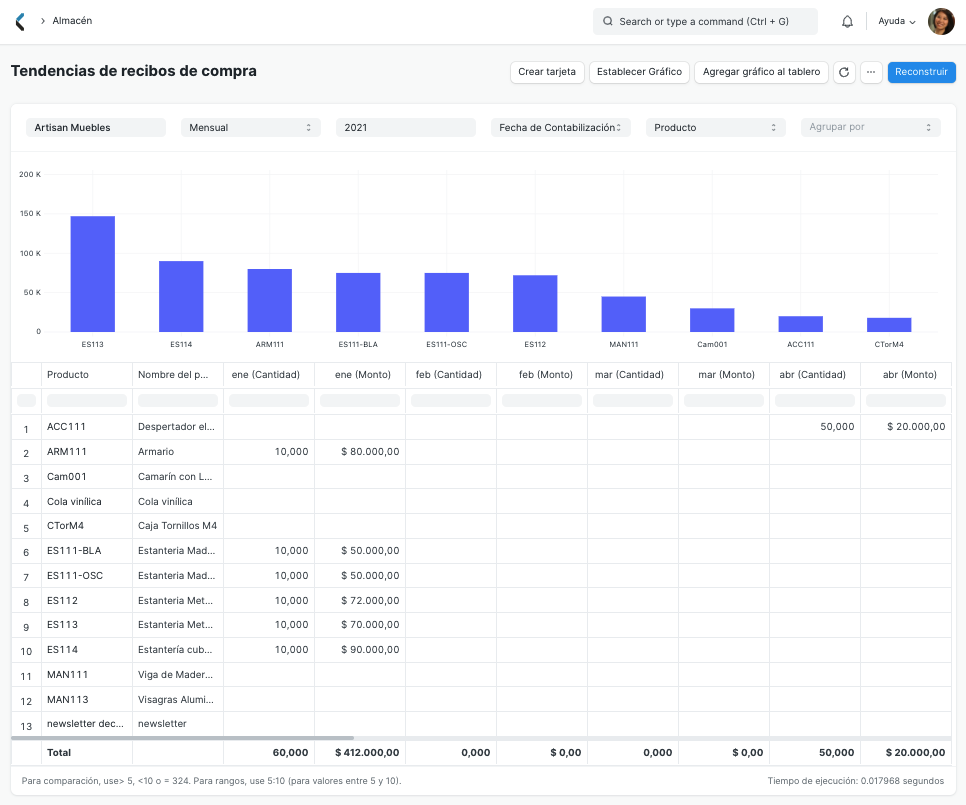 Almacén
Search or type a command (Ctrl + G)
Ayuda
Tendencias de recibos de compra
Crear tarjeta
Establecer Gráfico
Agregar gráfico al tablero
Reconstruir
Artisan Muebles
Mensual
2021
Fecha de Contabilización
Producto
Agrupar por
200 K
150 K
100 K
50 K
0
ES113 ES114 ARM111 ES111-BLA ES111-OSC ES112 MAN111 Cam001 ACC111 CTorM4
Producto Nombre del p... ene (Cantidad) ene (Monto) feb (Cantidad) feb (Monto) mar (Cantidad) mar (Monto) abr (Cantidad) abr (Monto)
1 ACC111 Despertador el... 50,000 $ 20.000,00
2 ARM111 Armario 10,000 $ 80.000,00
3 Cam001 Camarín con L...
4 Cola vinílica Cola vinílica
5 CTorM4 Caja Tornillos M4
6 ES111-BLA Estanteria Mad... 10,000 $ 50.000,00
7 ES111-OSC Estanteria Mad... 10,000 $ 50.000,00
8 ES112 Estanteria Met... 10,000 $ 72.000,00
9 ES113 Estanteria Met... 10,000 $ 70.000,00
10 ES114 Estantería cub... 10,000 $ 90.000,00
11 MAN111 Viga de Mader...
12 MAN113 Visagras Alumi...
13 newsletter dec... newsletter
Total 60,000 $ 412.000,00 0,000 $ 0,00 0,000 $ 0,00 50,000 $ 20.000,00
Para comparación, use> 5, <10 o = 324. Para rangos, use 5:10 (para valores entre 5 y 10).
Tiempo de ejecución: 0.017968 segundos